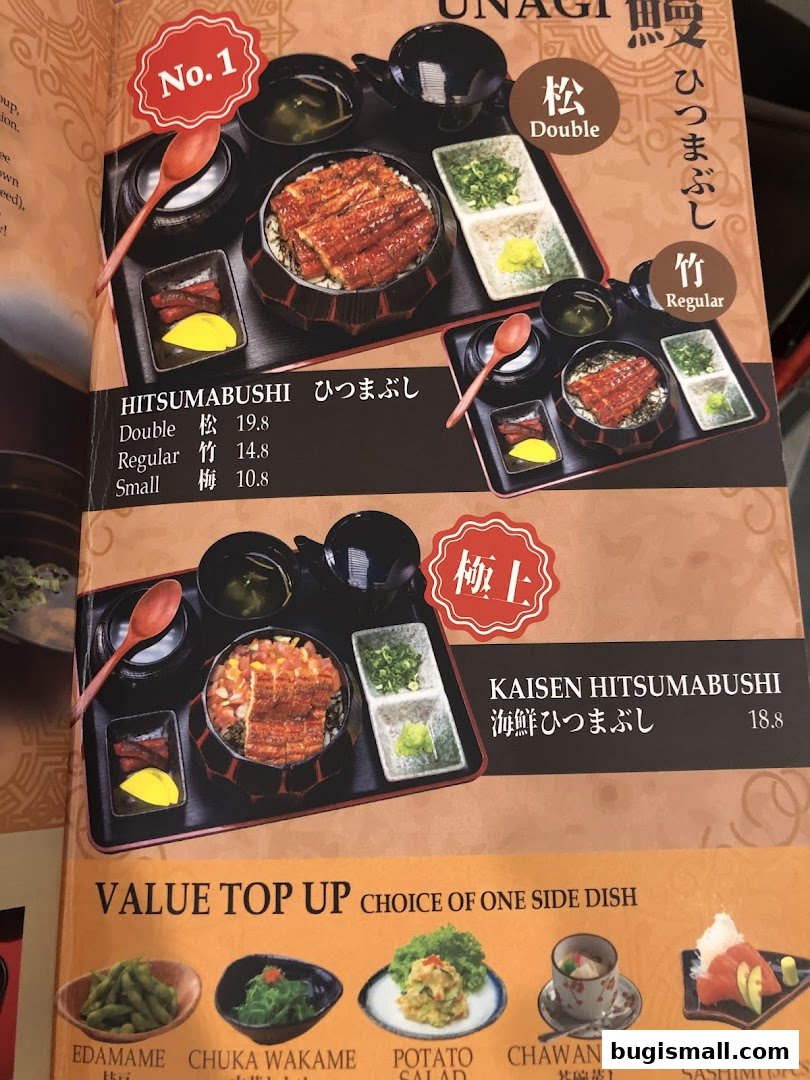 UNAGI 鰻
ひつまぶし
No. 1
松
Double
竹
Regular
HITSUMABUSHI ひつまぶし
Double 松 19.8
Regular 竹 14.8
Small 梅 10.8
極上
KAISEN HITSUMABUSHI
海鮮ひつまぶし 18.8
VALUE TOP UP CHOICE OF ONE SIDE DISH
EDAMAME
CHUKA WAKAME
POTATO
SALAD
SASHIMI
bugismall.com